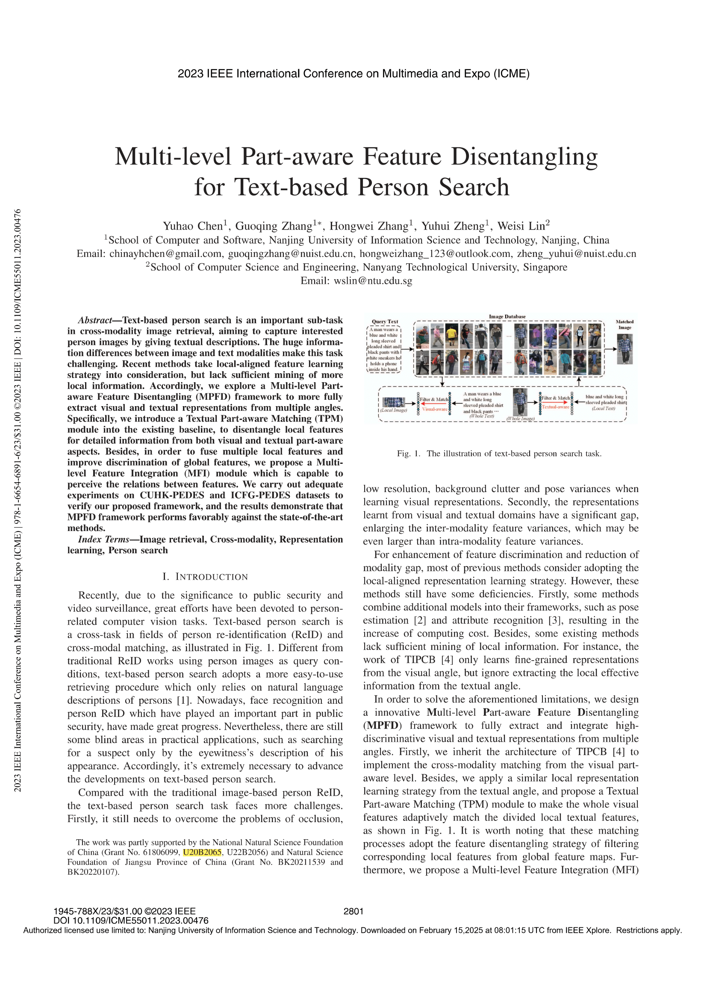 2023 IEEE International Conference on Multimedia and Expo (ICME)
2023 IEEE International Conference on Multimedia and Expo (ICME) | 978-1-6654-6891-6/23/$31.00 ©2023 IEEE | DOI: 10.1109/ICME55011.2023.00476
Multi-level Part-aware Feature Disentangling
for Text-based Person Search
Yuhao Chen1, Guoqing Zhang1*, Hongwei Zhang1, Yuhui Zheng1, Weisi Lin2
1School of Computer and Software, Nanjing University of Information Science and Technology, Nanjing, China
Email: chinayhchen@gmail.com, guoqingzhang@nuist.edu.cn, hongweizhang_123@outlook.com, zheng_yuhui@nuist.edu.cn
2School of Computer Science and Engineering, Nanyang Technological University, Singapore
Email: wslin@ntu.edu.sg
Abstract—Text-based person search is an important sub-task
in cross-modality image retrieval, aiming to capture interested
person images by giving textual descriptions. The huge informa-
tion differences between image and text modalities make this task
challenging. Recent methods take local-aligned feature learning
strategy into consideration, but lack sufficient mining of more
local information. Accordingly, we explore a Multi-level Part-
aware Feature Disentangling (MPFD) framework to more fully
extract visual and textual representations from multiple angles.
Specifically, we introduce a Textual Part-aware Matching (TPM)
module into the existing baseline, to disentangle local features
for detailed information from both visual and textual part-aware
aspects. Besides, in order to fuse multiple local features and
improve discrimination of global features, we propose a Multi-
level Feature Integration (MFI) module which is capable to
perceive the relations between features. We carry out adequate
experiments on CUHK-PEDES and ICFG-PEDES datasets to
verify our proposed framework, and the results demonstrate that
MPFD framework performs favorably against the state-of-the-art
methods.
Index Terms—Image retrieval, Cross-modality, Representation
learning, Person search
I. INTRODUCTION
Recently, due to the significance to public security and
video surveillance, great efforts have been devoted to person-
related computer vision tasks. Text-based person search is
a cross-task in fields of person re-identification (ReID) and
cross-modal matching, as illustrated in Fig. 1. Different from
traditional ReID works using person images as query con-
ditions, text-based person search adopts a more easy-to-use
retrieving procedure which only relies on natural language
descriptions of persons [1]. Nowadays, face recognition and
person ReID which have played an important part in public
security, have made great progress. Nevertheless, there are still
some blind areas in practical applications, such as searching
for a suspect only by the eyewitness's description of his
appearance. Accordingly, it's extremely necessary to advance
the developments on text-based person search.
Compared with the traditional image-based person ReID,
the text-based person search task faces more challenges.
Firstly, it still needs to overcome the problems of occlusion,
The work was partly supported by the National Natural Science Foundation
of China (Grant No. 61806099, U20B2065, U22B2056) and Natural Science
Foundation of Jiangsu Province of China (Grant No. BK20211539 and
BK20220107).
Query Text
A man wears a
blue and white
long sleeved
pleaded shirt and
black pants with
white sneakers he
holds a phone
inside his hand.
Image Database
...
...
Matched
Image
(Local Image)
Filter & Match
Visual-aware
A man wears a blue
and white long
sleeved pleaded shirt
and black pants ···
(Whole Text)
(Whole Image)
Filter & Match
Textual-aware
blue and white long
sleeved pleaded shirt
(Local Text)
Fig. 1. The illustration of text-based person search task.
low resolution, background clutter and pose variances when
learning visual representations. Secondly, the representations
learnt from visual and textual domains have a significant gap,
enlarging the inter-modality feature variances, which may be
even larger than intra-modality feature variances.
For enhancement of feature discrimination and reduction of
modality gap, most of previous methods consider adopting the
local-aligned representation learning strategy. However, these
methods still have some deficiencies. Firstly, some methods
combine additional models into their frameworks, such as pose
estimation [2] and attribute recognition [3], resulting in the
increase of computing cost. Besides, some existing methods
lack sufficient mining of local information. For instance, the
work of TIPCB [4] only learns fine-grained representations
from the visual angle, but ignore extracting the local effective
information from the textual angle.
In order to solve the aforementioned limitations, we design
a innovative Multi-level Part-aware Feature Disentangling
(MPFD) framework to fully extract and integrate high-
discriminative visual and textual representations from multiple
angles. Firstly, we inherit the architecture of TIPCB [4] to
implement the cross-modality matching from the visual part-
aware level. Besides, we apply a similar local representation
learning strategy from the textual angle, and propose a Textual
Part-aware Matching (TPM) module to make the whole visual
features adaptively match the divided local textual features,
as shown in Fig. 1. It is worth noting that these matching
processes adopt the feature disentangling strategy of filtering
corresponding local features from global feature maps. Fur-
thermore, we propose a Multi-level Feature Integration (MFI)
1945-788X/23/$31.00 ©2023 IEEE
DOI 10.1109/ICME55011.2023.00476
2801
Authorized licensed use limited to: Nanjing University of Information Science and Technology. Downloaded on February 15,2025 at 08:01:15 UTC from IEEE Xplore. Restrictions apply.